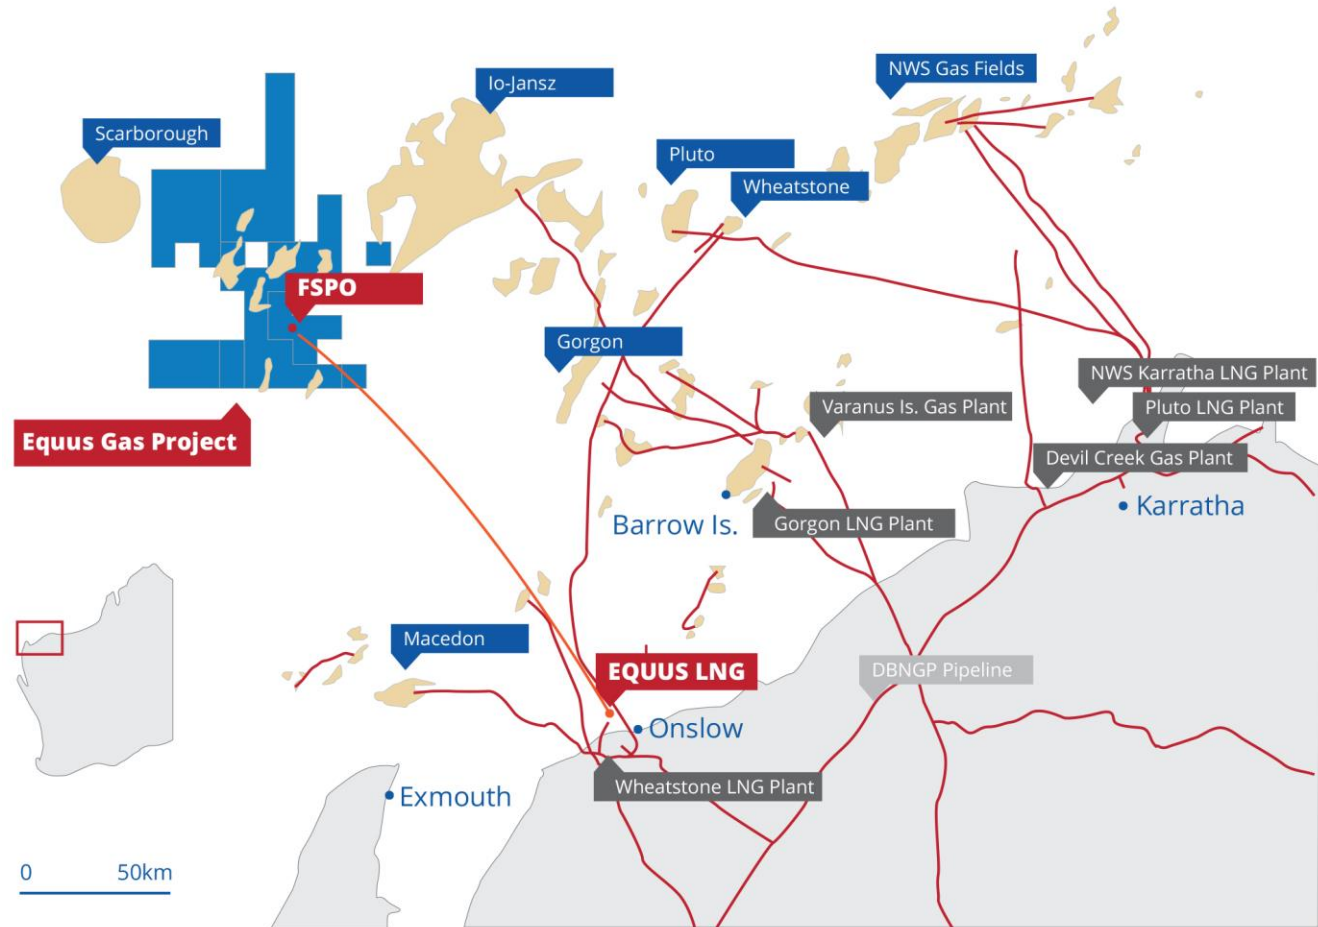 NWS Gas Fields
Io-Jansz
Scarborough
Pluto
Wheatstone
FSPO
Gorgon
NWS Karratha LNG Plant
Varanus Is. Gas Plant
Pluto LNG Plant
Equus Gas Project
Devil Creek Gas Plant
Karratha
Barrow Is.
Gorgon LNG Plant
Macedon
EQUUS LNG
DBNGP Pipeline
Onslow
Wheatstone LNG Plant
Exmouth
0 50km